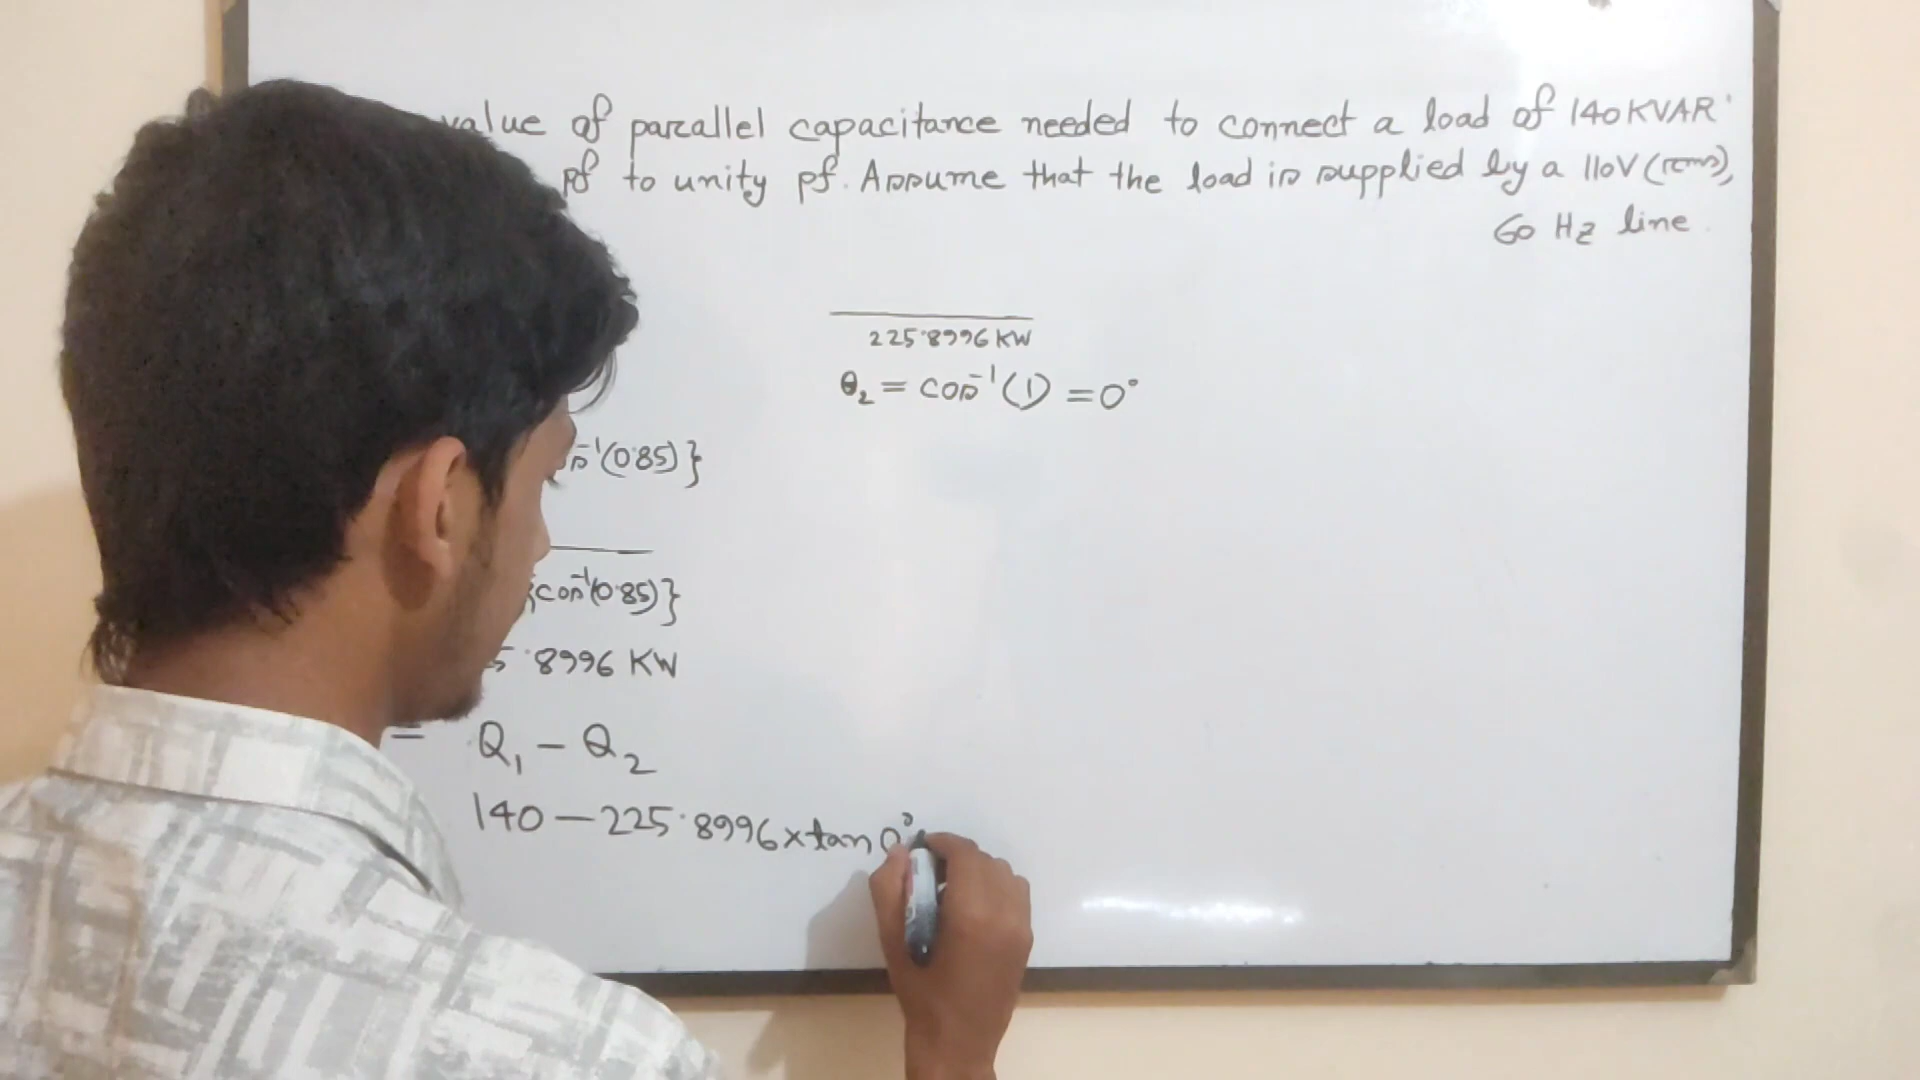 value of parallel capacitance needed to connect a load of 140KVAR
pf to unity pf. Assume that the load is supplied by a 110V (rms),
60 Hz line.
225.8996 KW
θ₂ = cos⁻¹(1) = 0°
⁻¹(0.85)}
{cos⁻¹(0.85)}
5.8996 KW
= Q₁ - Q₂
140 - 225.8996 x tan 0°